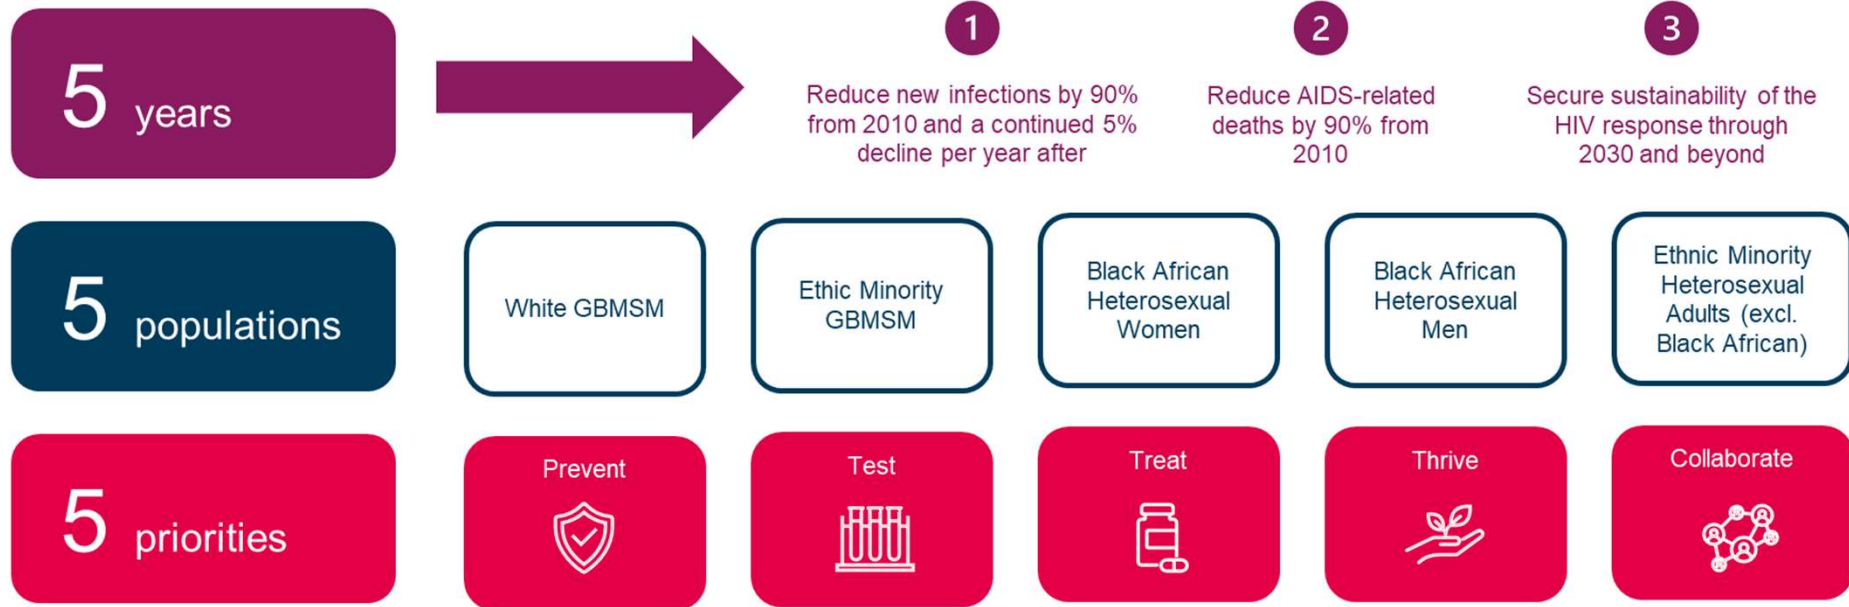 5 years
1
Reduce new infections by 90%
from 2010 and a continued 5%
decline per year after
2
Reduce AIDS-related
deaths by 90% from
2010
3
Secure sustainability of the
HIV response through
2030 and beyond
5 populations
White GBMSM
Ethic Minority
GBMSM
Black African
Heterosexual
Women
Black African
Heterosexual
Men
Ethnic Minority
Heterosexual
Adults (excl.
Black African)
5 priorities
Prevent
Test
Treat
Thrive
Collaborate